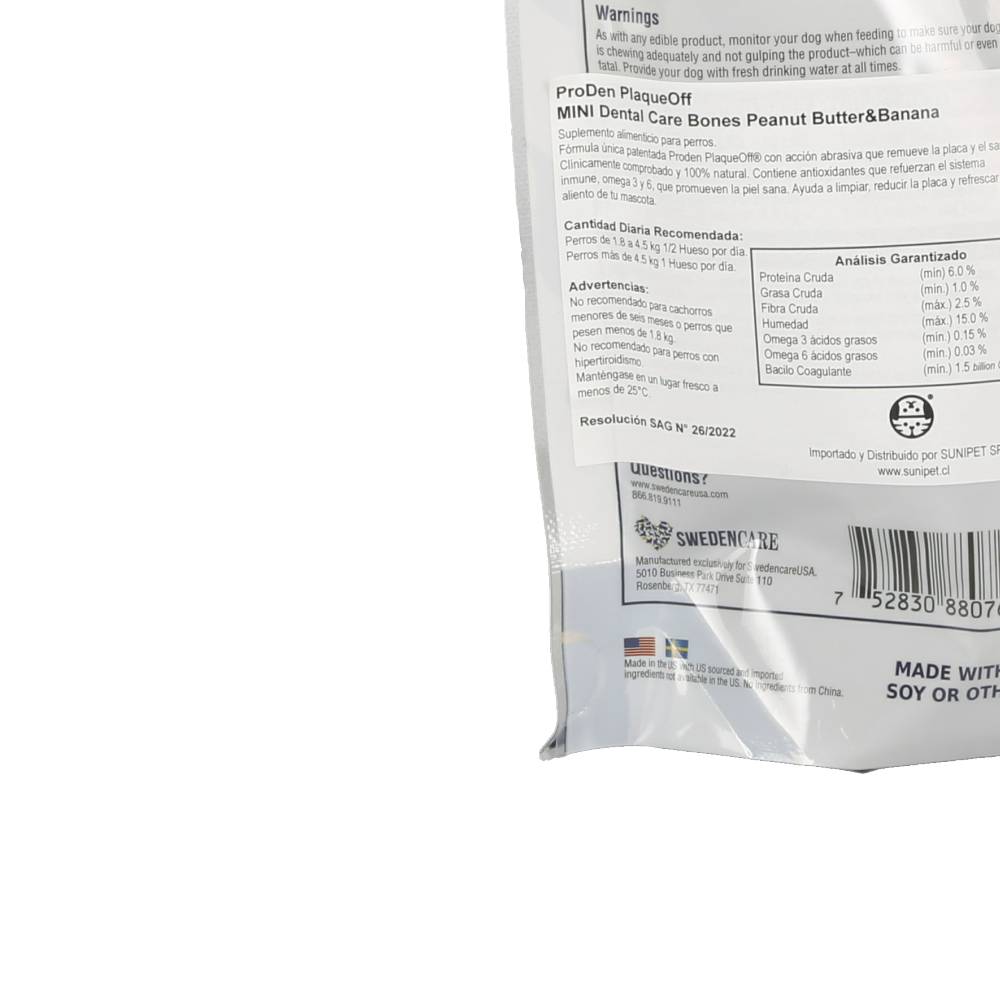 Warnings
As with any edible product, monitor your dog when feeding to make sure your dog
is chewing adequately and not gulping the product—which can be harmful or even
fatal. Provide your dog with fresh drinking water at all times.
ProDen PlaqueOff
MINI Dental Care Bones Peanut Butter&Banana
Suplemento alimenticio para perros.
Fórmula única patentada Proden PlaqueOff® con acción abrasiva que remueve la placa y el sa
Clínicamente comprobado y 100% natural. Contiene antioxidantes que refuerzan el sistema
inmune, omega 3 y 6, que promueven la piel sana. Ayuda a limpiar, reducir la placa y refrescar
aliento de tu mascota.
Cantidad Diaria Recomendada:
Perros de 1.8 a 4.5 kg 1/2 Hueso por día.
Perros más de 4.5 kg 1 Hueso por día.
Advertencias:
No recomendado para cachorros
menores de seis meses o perros que
pesen menos de 1,8 kg.
No recomendado para perros con
hipertiroidismo.
Manténgase en un lugar fresco a
menos de 25°C.
Resolución SAG N° 26/2022
Análisis Garantizado
Proteina Cruda (min) 6.0 %
Grasa Cruda (min.) 1.0 %
Fibra Cruda (máx.) 2.5 %
Humedad (máx.) 15.0 %
Omega 3 ácidos grasos (min.) 0.15 %
Omega 6 ácidos grasos (min.) 0.03 %
Bacilo Coagulante (min.) 1.5 billion
Importado y Distribuido por SUNIPET SP
www.sunipet.cl
Questions?
www.swedencareusa.com
866.819.9111
SWEDENCARE
Manufactured exclusively for SwedencareUSA.
5010 Business Park Drive Suite 110
Rosenberg, TX 77471
7 52830 8807
Made in the US with US sourced and imported
ingredients not available in the US. No ingredients from China.
MADE WITH
SOY OR OTH